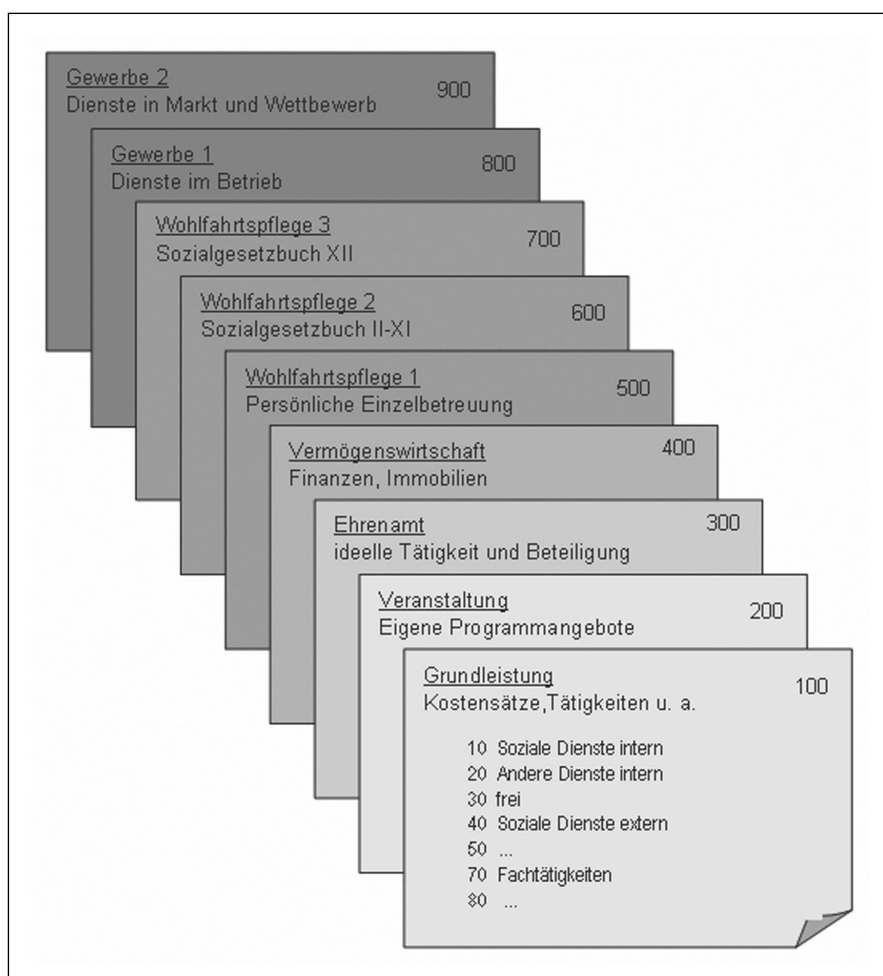 Gewerbe 2
900
Dienste in Markt und Wettbewerb
Gewerbe 1
800
Dienste im Betrieb
Wohlfahrtspflege 3
700
Sozialgesetzbuch XII
Wohlfahrtspflege 2
600
Sozialgesetzbuch II-XI
Wohlfahrtspflege 1
500
Persönliche Einzelbetreuung
Vermögenswirtschaft
400
Finanzen, Immobilien
Ehrenamt
300
ideelle Tätigkeit und Beteiligung
Veranstaltung
200
Eigene Programmangebote
Grundleistung
100
Kostensätze,Tätigkeiten u. a.
10 Soziale Dienste intern
20 Andere Dienste intern
30 frei
40 Soziale Dienste extern
50 ...
70 Fachtätigkeiten
80 ...